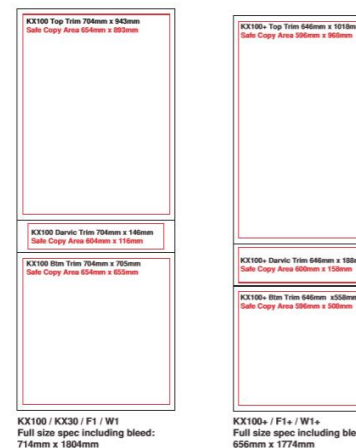 KX100 Top Trim 704mm x 943mm
Safe Copy Area 654mm x 893mm
KX100 Darvic Trim 704mm x 146mm
Safe Copy Area 604mm x 116mm
KX100 Btm Trim 704mm x 705mm
Safe Copy Area 654mm x 655mm
KX100 / KX30 / F1 / W1
Full size spec including bleed:
714mm x 1804mm
KX100+ Top Trim 646mm x 1018mm
Safe Copy Area 596mm x 968mm
KX100+ Darvic Trim 646mm x
Safe Copy Area 600mm x 158mm
KX100+ Btm Trim 646mm x558mm
Safe Copy Area 596mm x 508mm
KX100+ / F1+ / W1+
Full size spec including
656mm x 1774mm